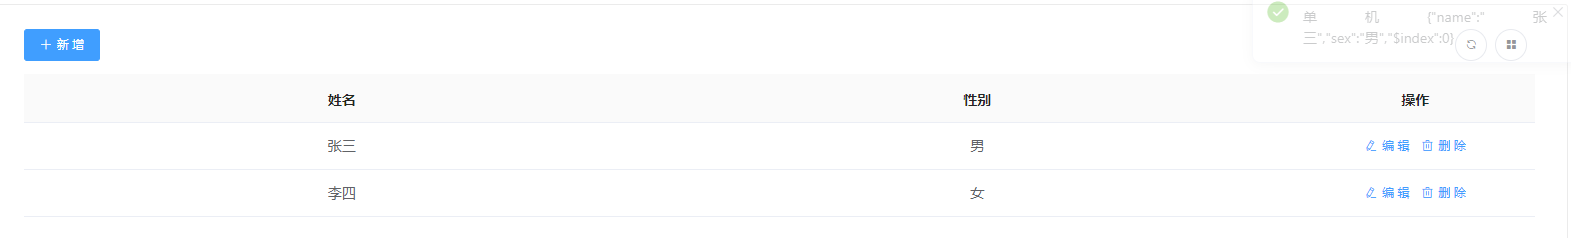 新增
单机{"name":"张
三","sex":"男","$index":0}
姓名 性别 操作
张三 男 编辑 删除
李四 女 编辑 删除